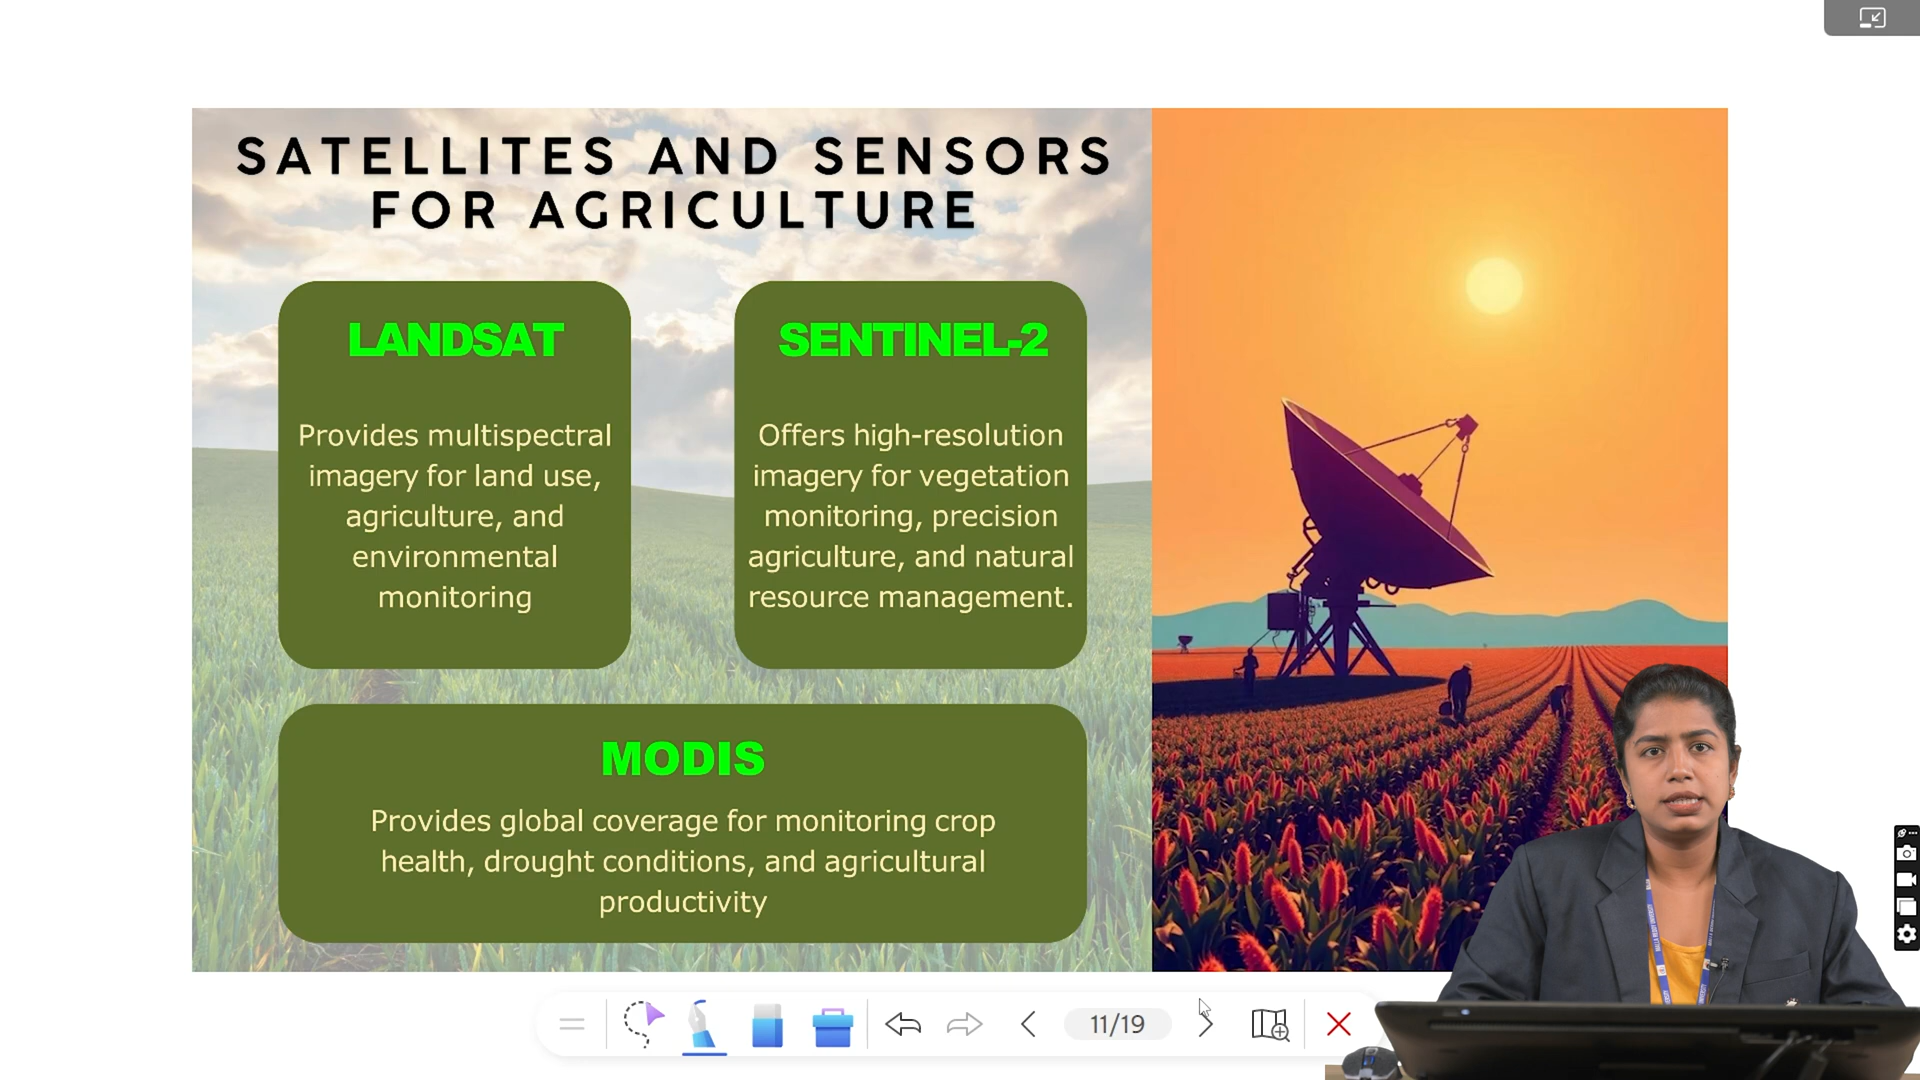 SATELLITES AND SENSORS
FOR AGRICULTURE
LANDSAT
Provides multispectral
imagery for land use,
agriculture, and
environmental
monitoring
SENTINEL-2
Offers high-resolution
imagery for vegetation
monitoring, precision
agriculture, and natural
resource management.
MODIS
Provides global coverage for monitoring crop
health, drought conditions, and agricultural
productivity
11/19